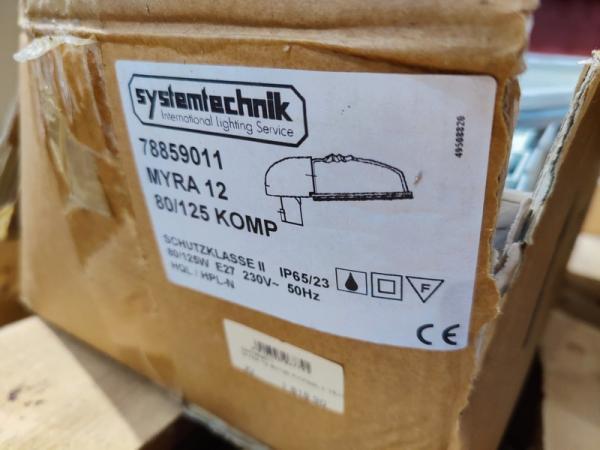 systemtechnik
International Lighting Service
78859011
MYRA 12
80/125 KOMP
SCHUTZKLASSE II IP65/23
80/125W E27 230V~ 50Hz
HQL / HPL-N
F
CE
49508826